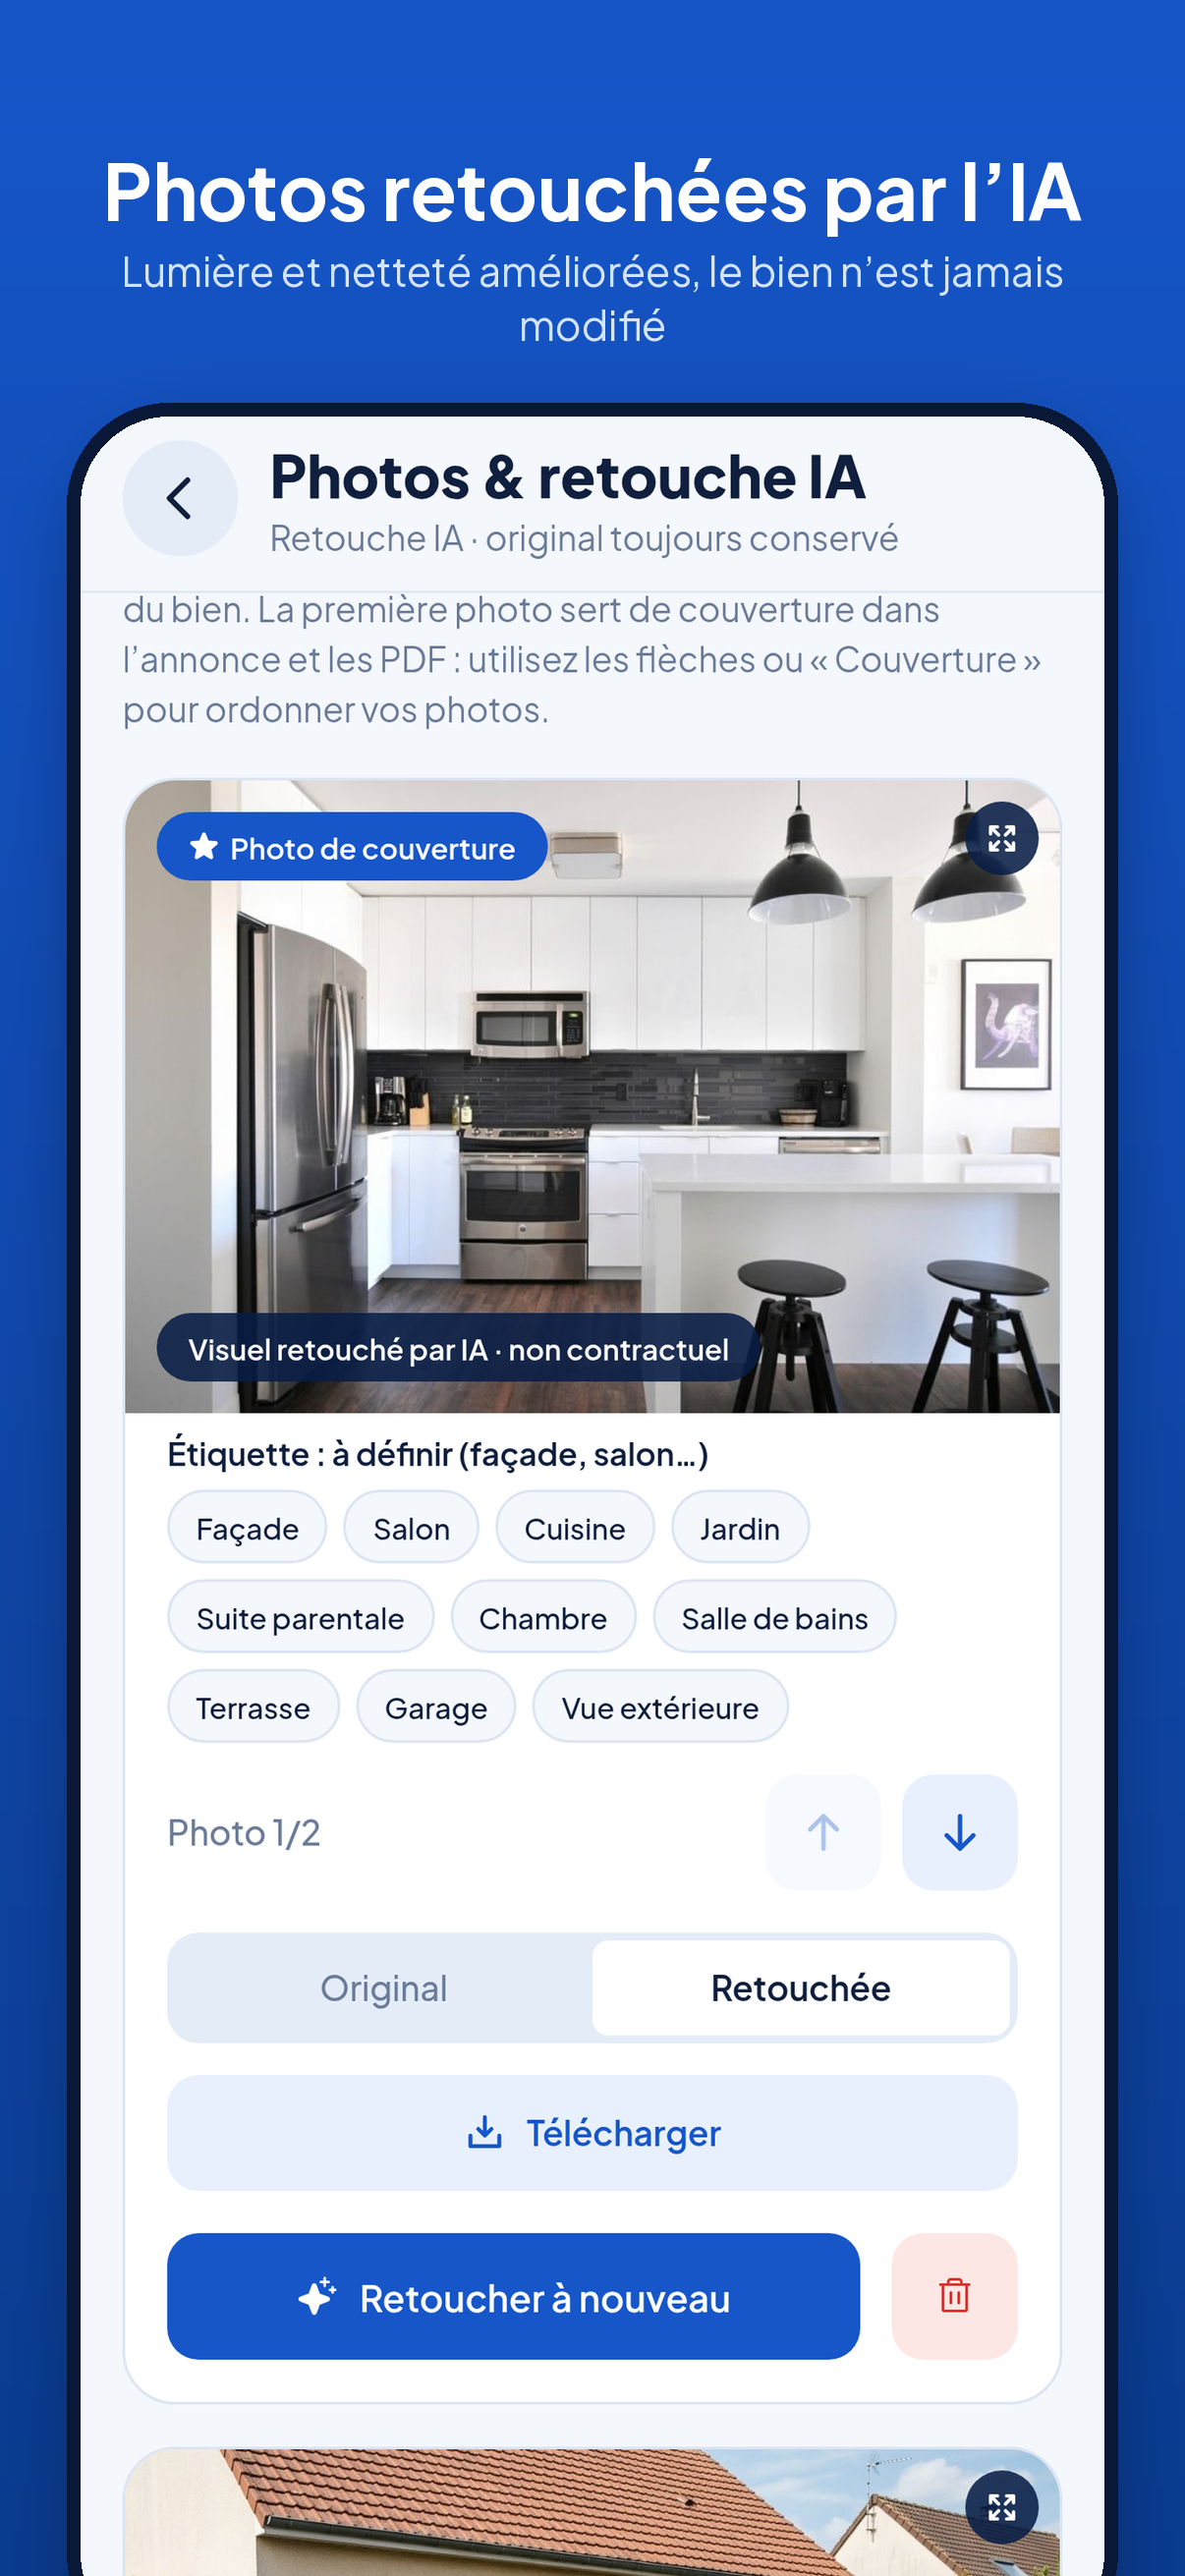 Photos retouchées par l’IA
Lumière et netteté améliorées, le bien n’est jamais
modifié
Photos & retouche IA
Retouche IA · original toujours conservé
du bien. La première photo sert de couverture dans
l’annonce et les PDF : utilisez les flèches ou « Couverture »
pour ordonner vos photos.
Photo de couverture
Visuel retouché par IA · non contractuel
Étiquette : à définir (façade, salon…)
Façade Salon Cuisine Jardin
Suite parentale Chambre Salle de bains
Terrasse Garage Vue extérieure
Photo 1/2
Original Retouchée
Télécharger
Retoucher à nouveau